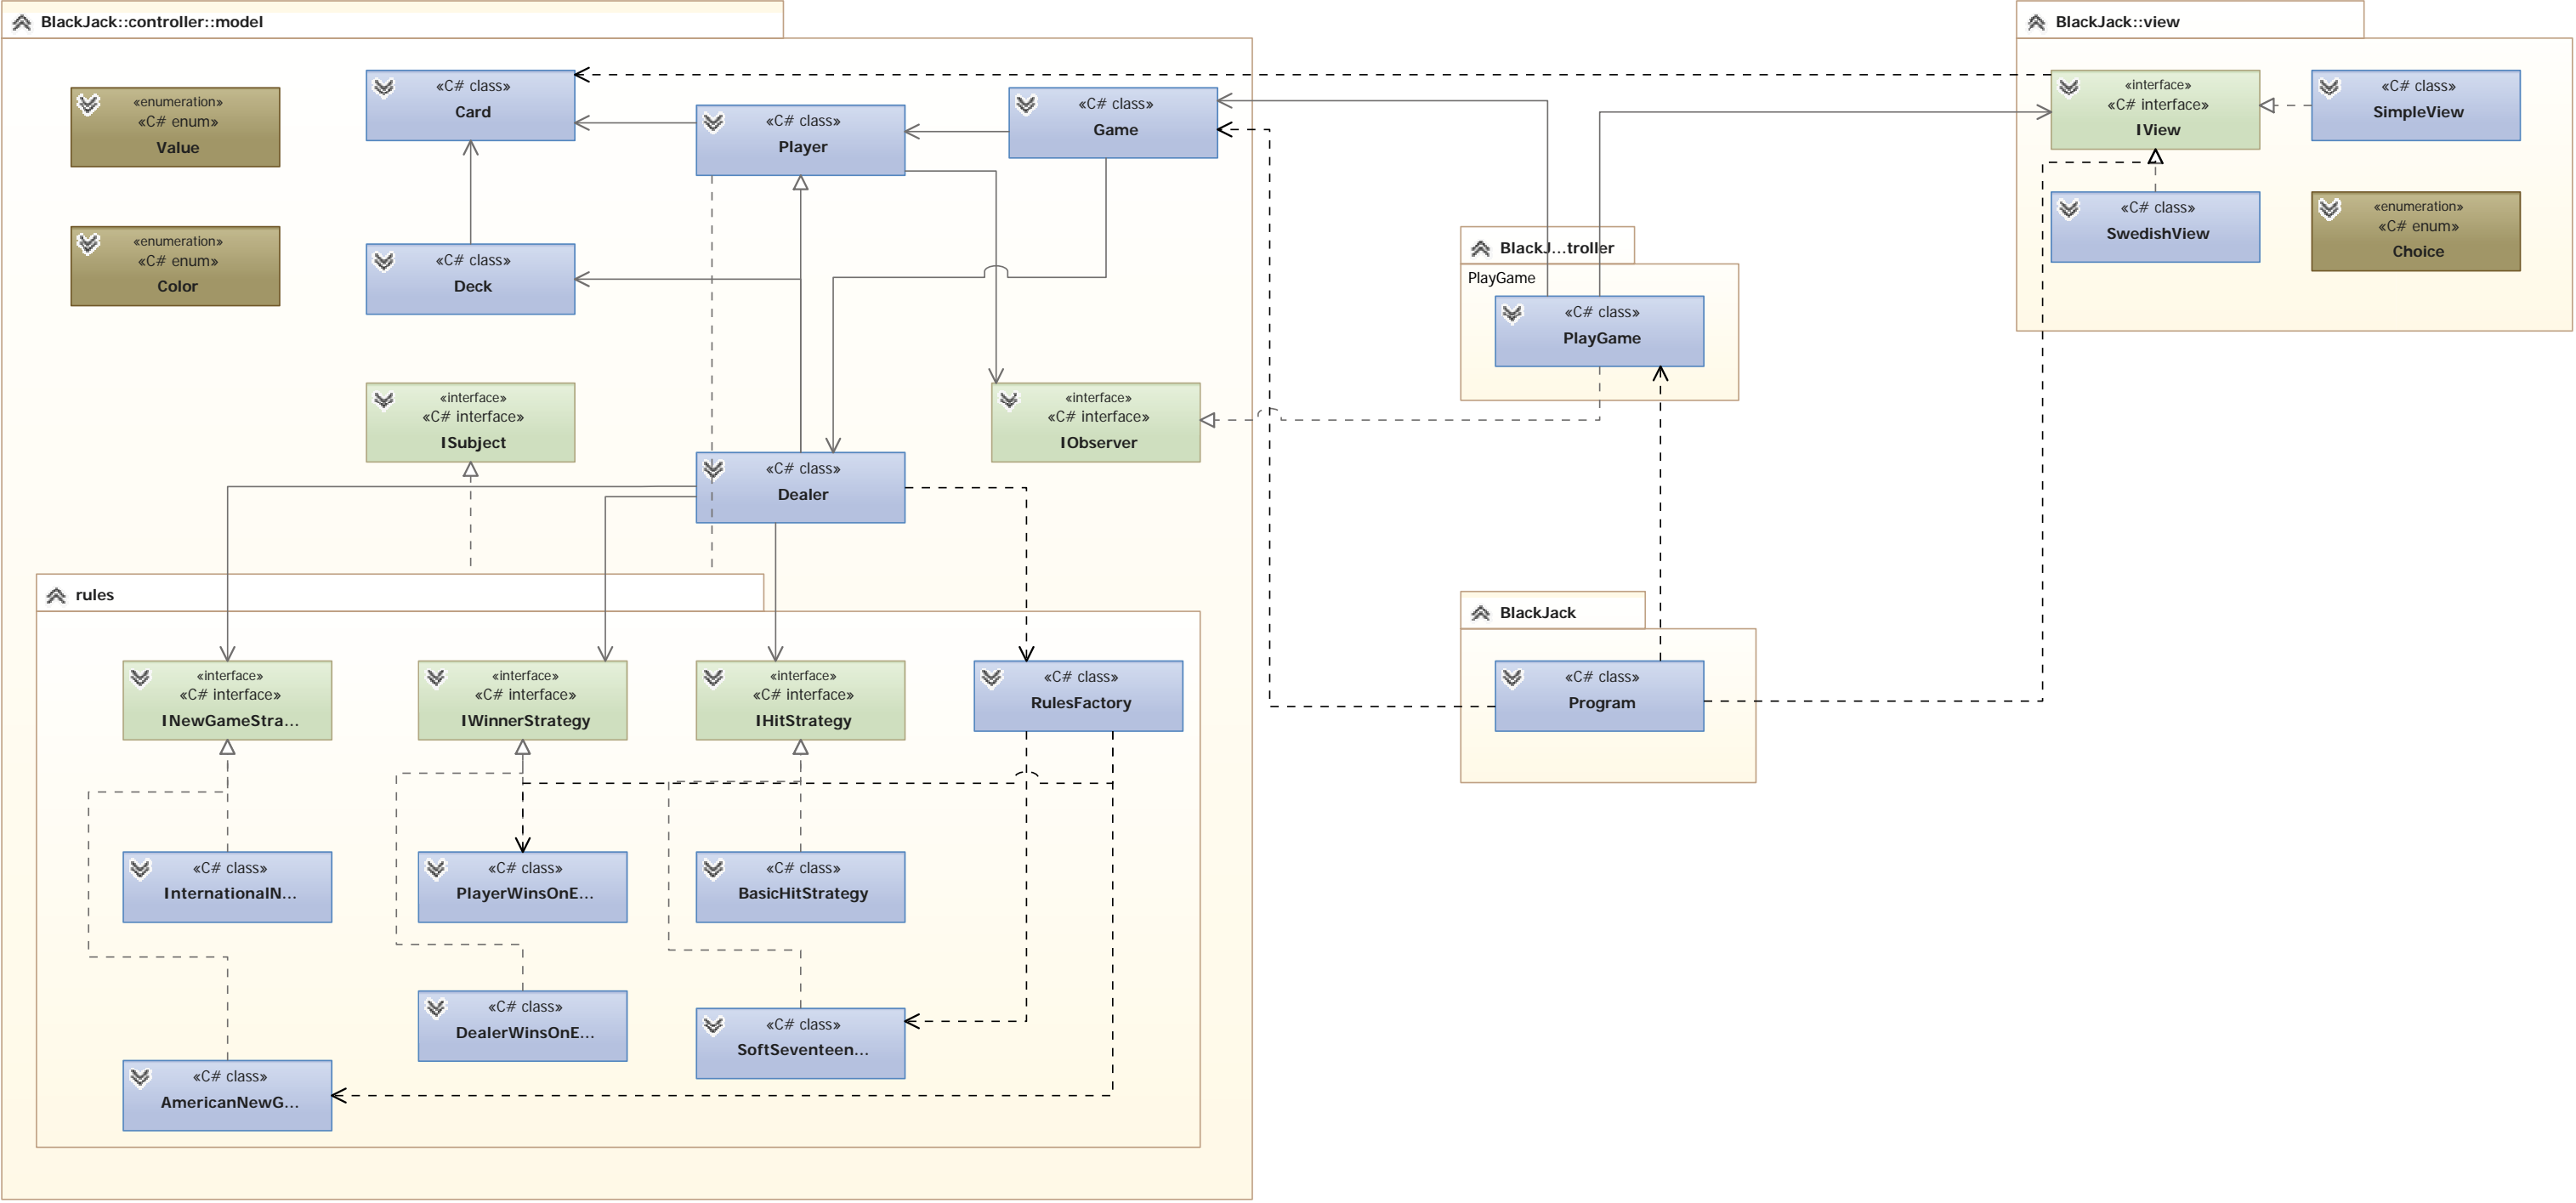 BlackJack::controller::model
«enumeration»
«C# enum»
Value
«C# class»
Card
«C# class»
Player
«C# class»
Game
«enumeration»
«C# enum»
Color
«C# class»
Deck
«interface»
«C# interface»
ISubject
«interface»
«C# interface»
IObserver
«C# class»
Dealer
rules
«interface»
«C# interface»
INewGameStra...
«interface»
«C# interface»
IWinnerStrategy
«interface»
«C# interface»
IHitStrategy
«C# class»
RulesFactory
«C# class»
InternationalN...
«C# class»
PlayerWinsOnE...
«C# class»
BasicHitStrategy
«C# class»
DealerWinsOnE...
«C# class»
SoftSeventeen...
«C# class»
AmericanNewG...
BlackJ...troller
PlayGame
«C# class»
PlayGame
BlackJack
«C# class»
Program
BlackJack::view
«interface»
«C# interface»
IView
«C# class»
SimpleView
«C# class»
SwedishView
«enumeration»
«C# enum»
Choice